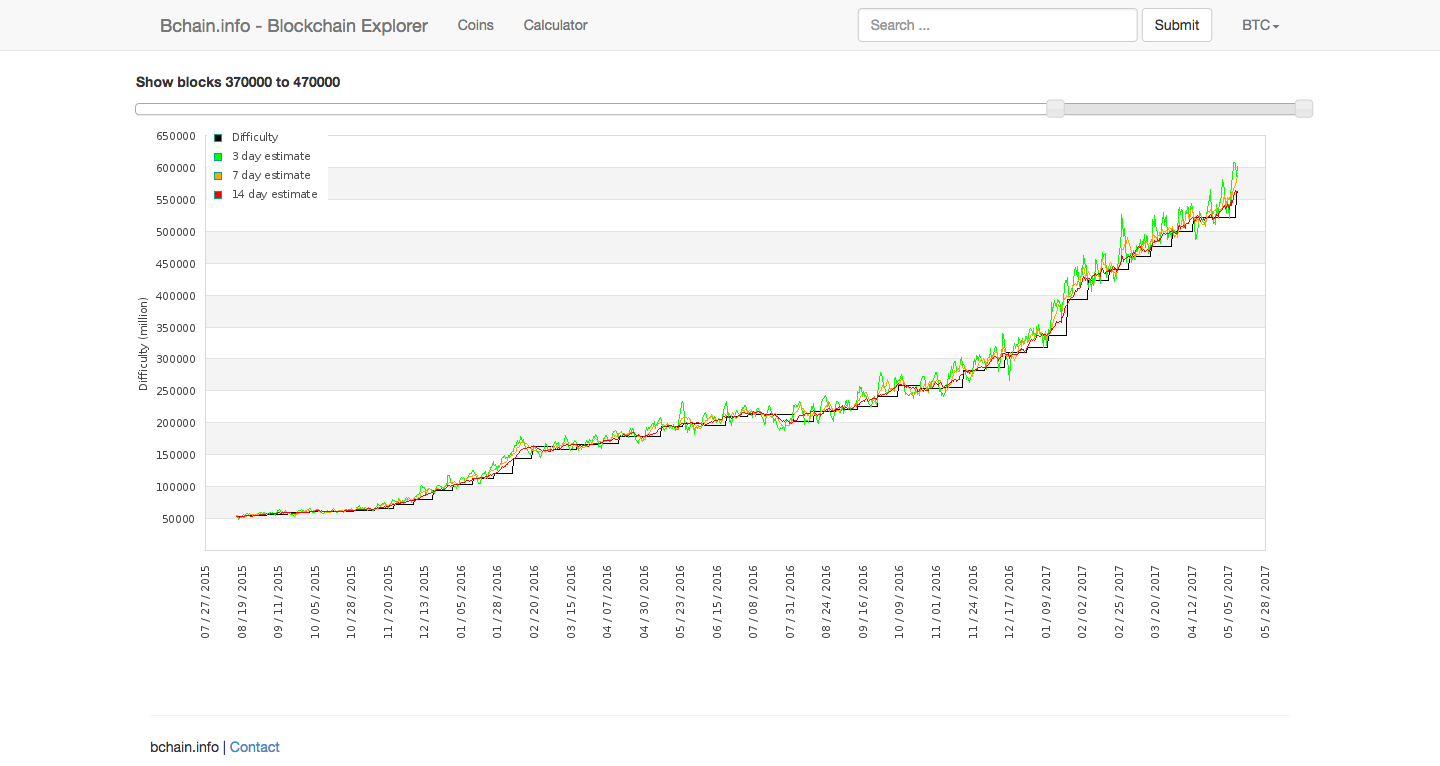 Bchain.info - Blockchain Explorer Coins Calculator Search ... Submit BTC
Show blocks 370000 to 470000
Difficulty
3 day estimate
7 day estimate
14 day estimate
Difficulty (million)
650000
600000
550000
500000
450000
400000
350000
300000
250000
200000
150000
100000
50000
07 / 27 / 2015
08 / 19 / 2015
09 / 11 / 2015
10 / 05 / 2015
10 / 28 / 2015
11 / 20 / 2015
12 / 13 / 2015
01 / 05 / 2016
01 / 28 / 2016
02 / 20 / 2016
03 / 15 / 2016
04 / 07 / 2016
04 / 30 / 2016
05 / 23 / 2016
06 / 15 / 2016
07 / 08 / 2016
07 / 31 / 2016
08 / 24 / 2016
09 / 16 / 2016
10 / 09 / 2016
11 / 01 / 2016
11 / 24 / 2016
12 / 17 / 2016
01 / 09 / 2017
02 / 02 / 2017
02 / 25 / 2017
03 / 20 / 2017
04 / 12 / 2017
05 / 05 / 2017
05 / 28 / 2017
bchain.info | Contact